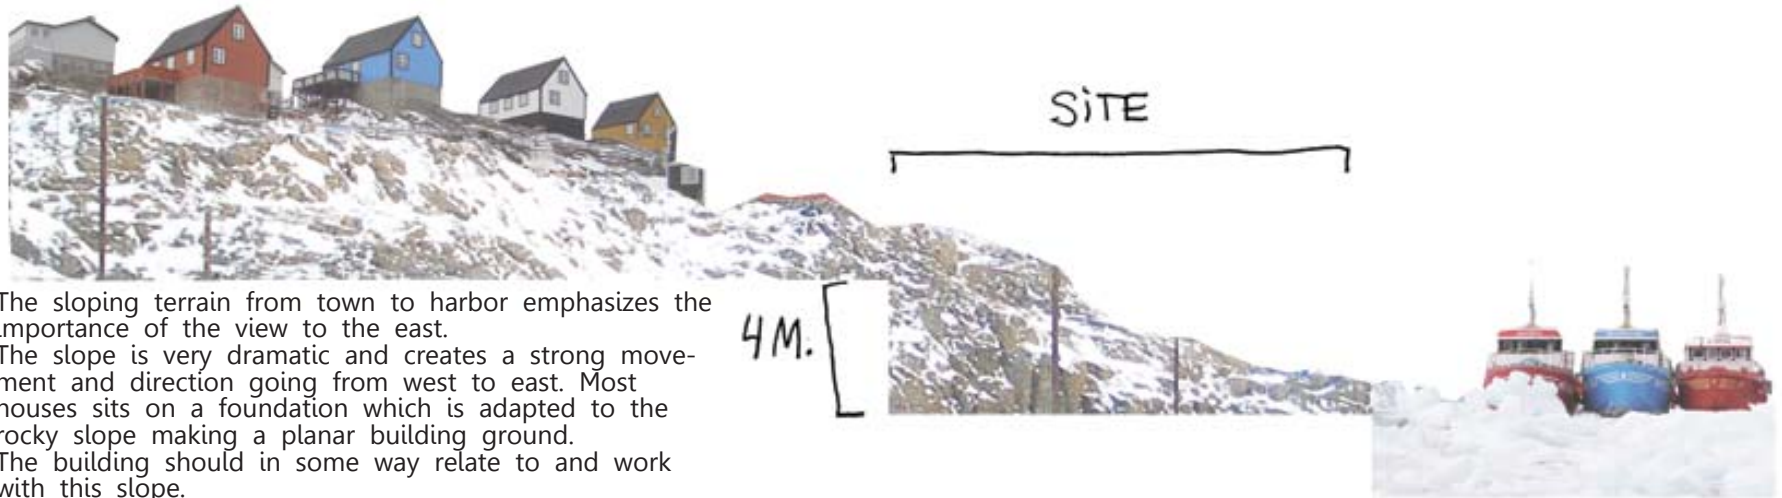 SiTE
The sloping terrain from town to harbor emphasizes the
importance of the view to the east.
The slope is very dramatic and creates a strong move-
ment and direction going from west to east. Most
houses sits on a foundation which is adapted to the
rocky slope making a planar building ground.
The building should in some way relate to and work
with this slope.
4 M.